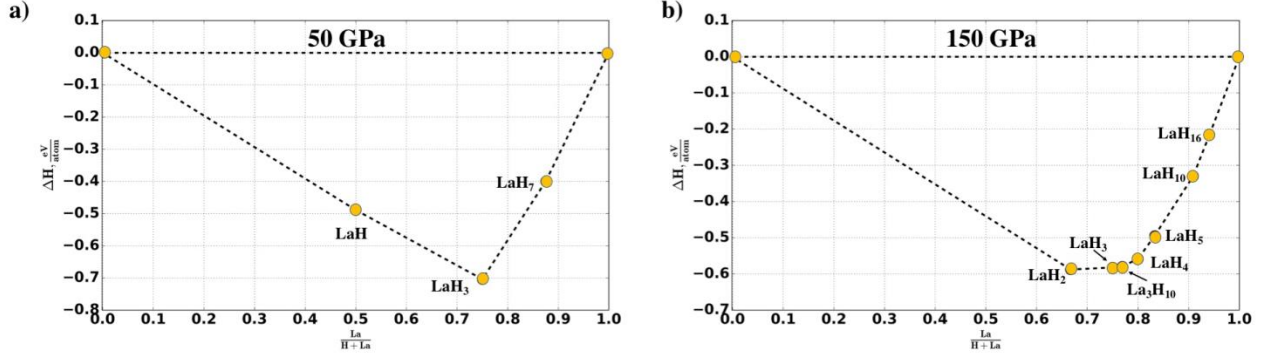 a)
50 GPa
0.1
0.0
−0.1
−0.2
−0.3
−0.4
−0.5
−0.6
−0.7
−0.8
ΔH, eV/atom
LaH
LaH₃
LaH₇
0.0 0.1 0.2 0.3 0.4 0.5 0.6 0.7 0.8 0.9 1.0
La/H + La
b)
150 GPa
0.1
0.0
−0.1
−0.2
−0.3
−0.4
−0.5
−0.6
−0.7
ΔH, eV/atom
LaH₁₆
LaH₁₀
LaH₅
LaH₃
LaH₄
LaH₂
La₃H₁₀
0.0 0.1 0.2 0.3 0.4 0.5 0.6 0.7 0.8 0.9 1.0
La/H + La